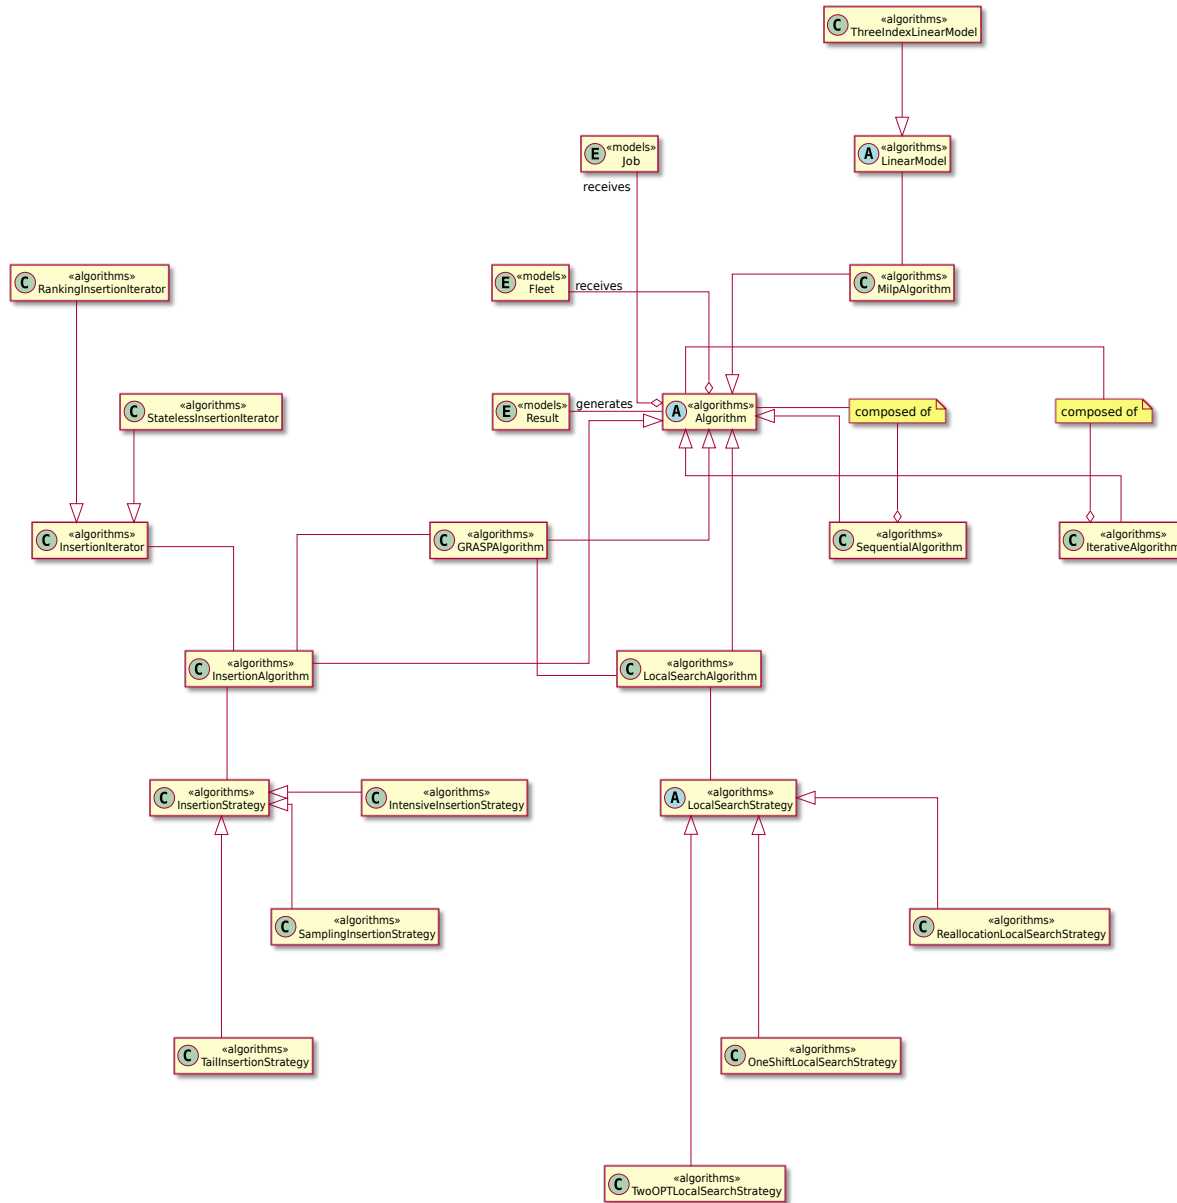 C
«algorithms»
ThreeIndexLinearModel
E
«models»
Job
A
«algorithms»
LinearModel
receives
C
«algorithms»
RankingInsertionIterator
E
«models»
Fleet
receives
C
«algorithms»
MilpAlgorithm
C
«algorithms»
StatelessInsertionIterator
E
«models»
Result
generates
A
«algorithms»
Algorithm
composed of
composed of
C
«algorithms»
InsertionIterator
C
«algorithms»
GRASPAlgorithm
C
«algorithms»
SequentialAlgorithm
C
«algorithms»
IterativeAlgorithm
C
«algorithms»
InsertionAlgorithm
C
«algorithms»
LocalSearchAlgorithm
C
«algorithms»
InsertionStrategy
C
«algorithms»
IntensiveInsertionStrategy
A
«algorithms»
LocalSearchStrategy
C
«algorithms»
SamplingInsertionStrategy
C
«algorithms»
ReallocationLocalSearchStrategy
C
«algorithms»
TailInsertionStrategy
C
«algorithms»
OneShiftLocalSearchStrategy
C
«algorithms»
TwoOPTLocalSearchStrategy